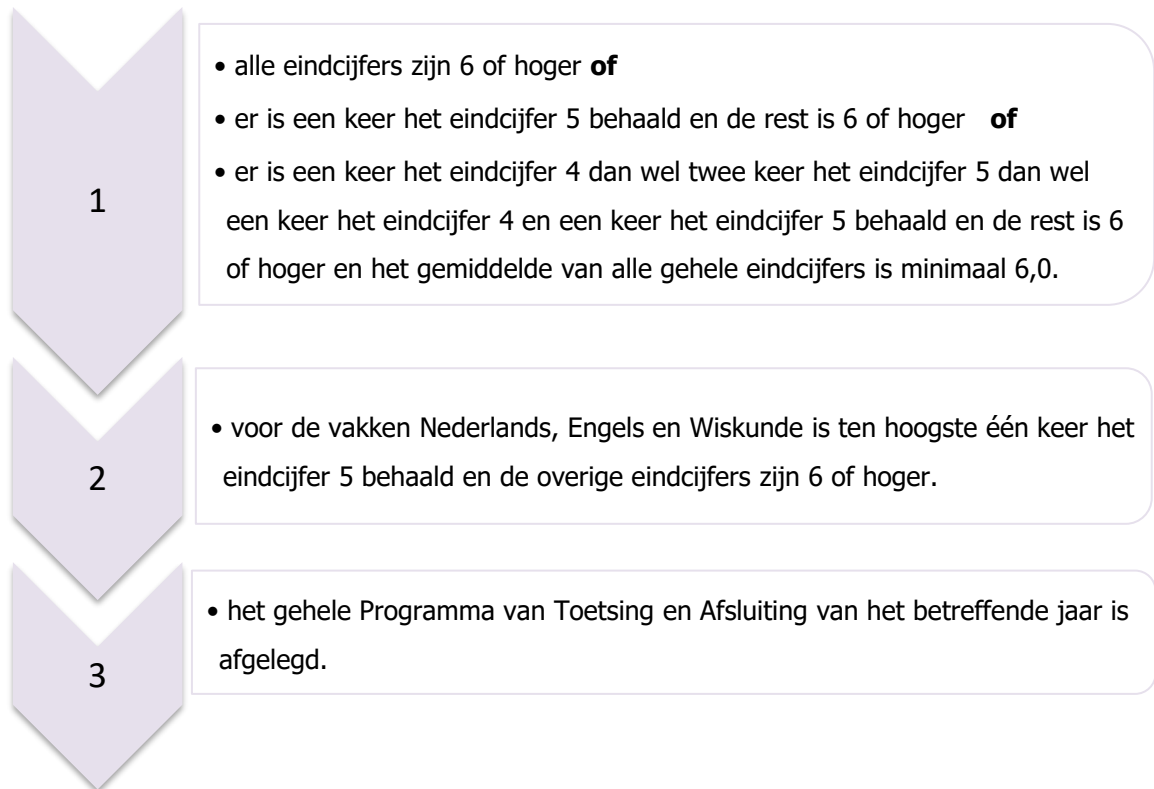 1
• alle eindcijfers zijn 6 of hoger of
• er is een keer het eindcijfer 5 behaald en de rest is 6 of hoger of
• er is een keer het eindcijfer 4 dan wel twee keer het eindcijfer 5 dan wel
een keer het eindcijfer 4 en een keer het eindcijfer 5 behaald en de rest is 6
of hoger en het gemiddelde van alle gehele eindcijfers is minimaal 6,0.
2
• voor de vakken Nederlands, Engels en Wiskunde is ten hoogste één keer het
eindcijfer 5 behaald en de overige eindcijfers zijn 6 of hoger.
3
• het gehele Programma van Toetsing en Afsluiting van het betreffende jaar is
afgelegd.